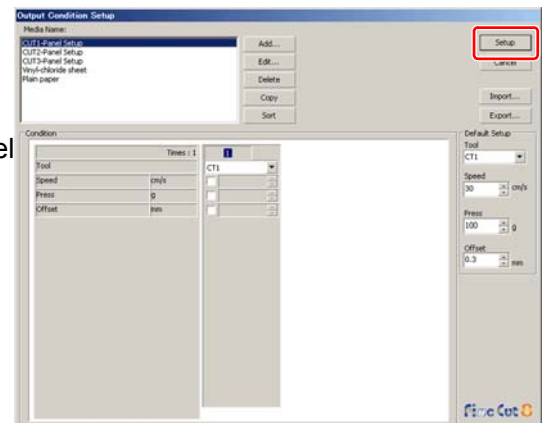 Output Condition Setup
Media Name:
CUT1-Panel Setup
CUT2-Panel Setup
CUT3-Panel Setup
Vinyl-chloride sheet
Plain paper
Add...
Edit...
Delete
Copy
Sort
Setup
Cancel
Import...
Export...
el
Condition
Times : 1 1
Tool CT1
Speed cm/s
Press g
Offset mm
Default Setup
Tool
CT1
Speed
30 cm/s
Press
100 g
Offset
0.3 mm
Fine Cut 8